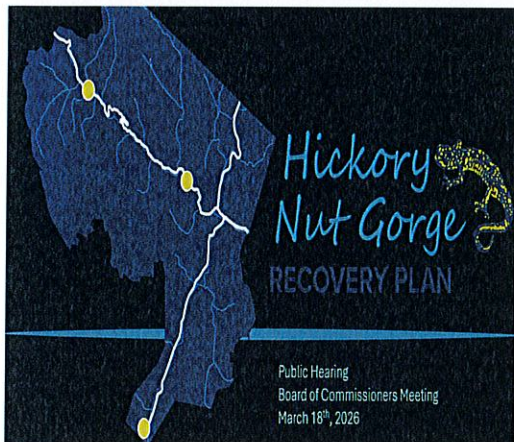 Hickory
Nut Gorge
RECOVERY PLAN
Public Hearing
Board of Commissioners Meeting
March 18th, 2026